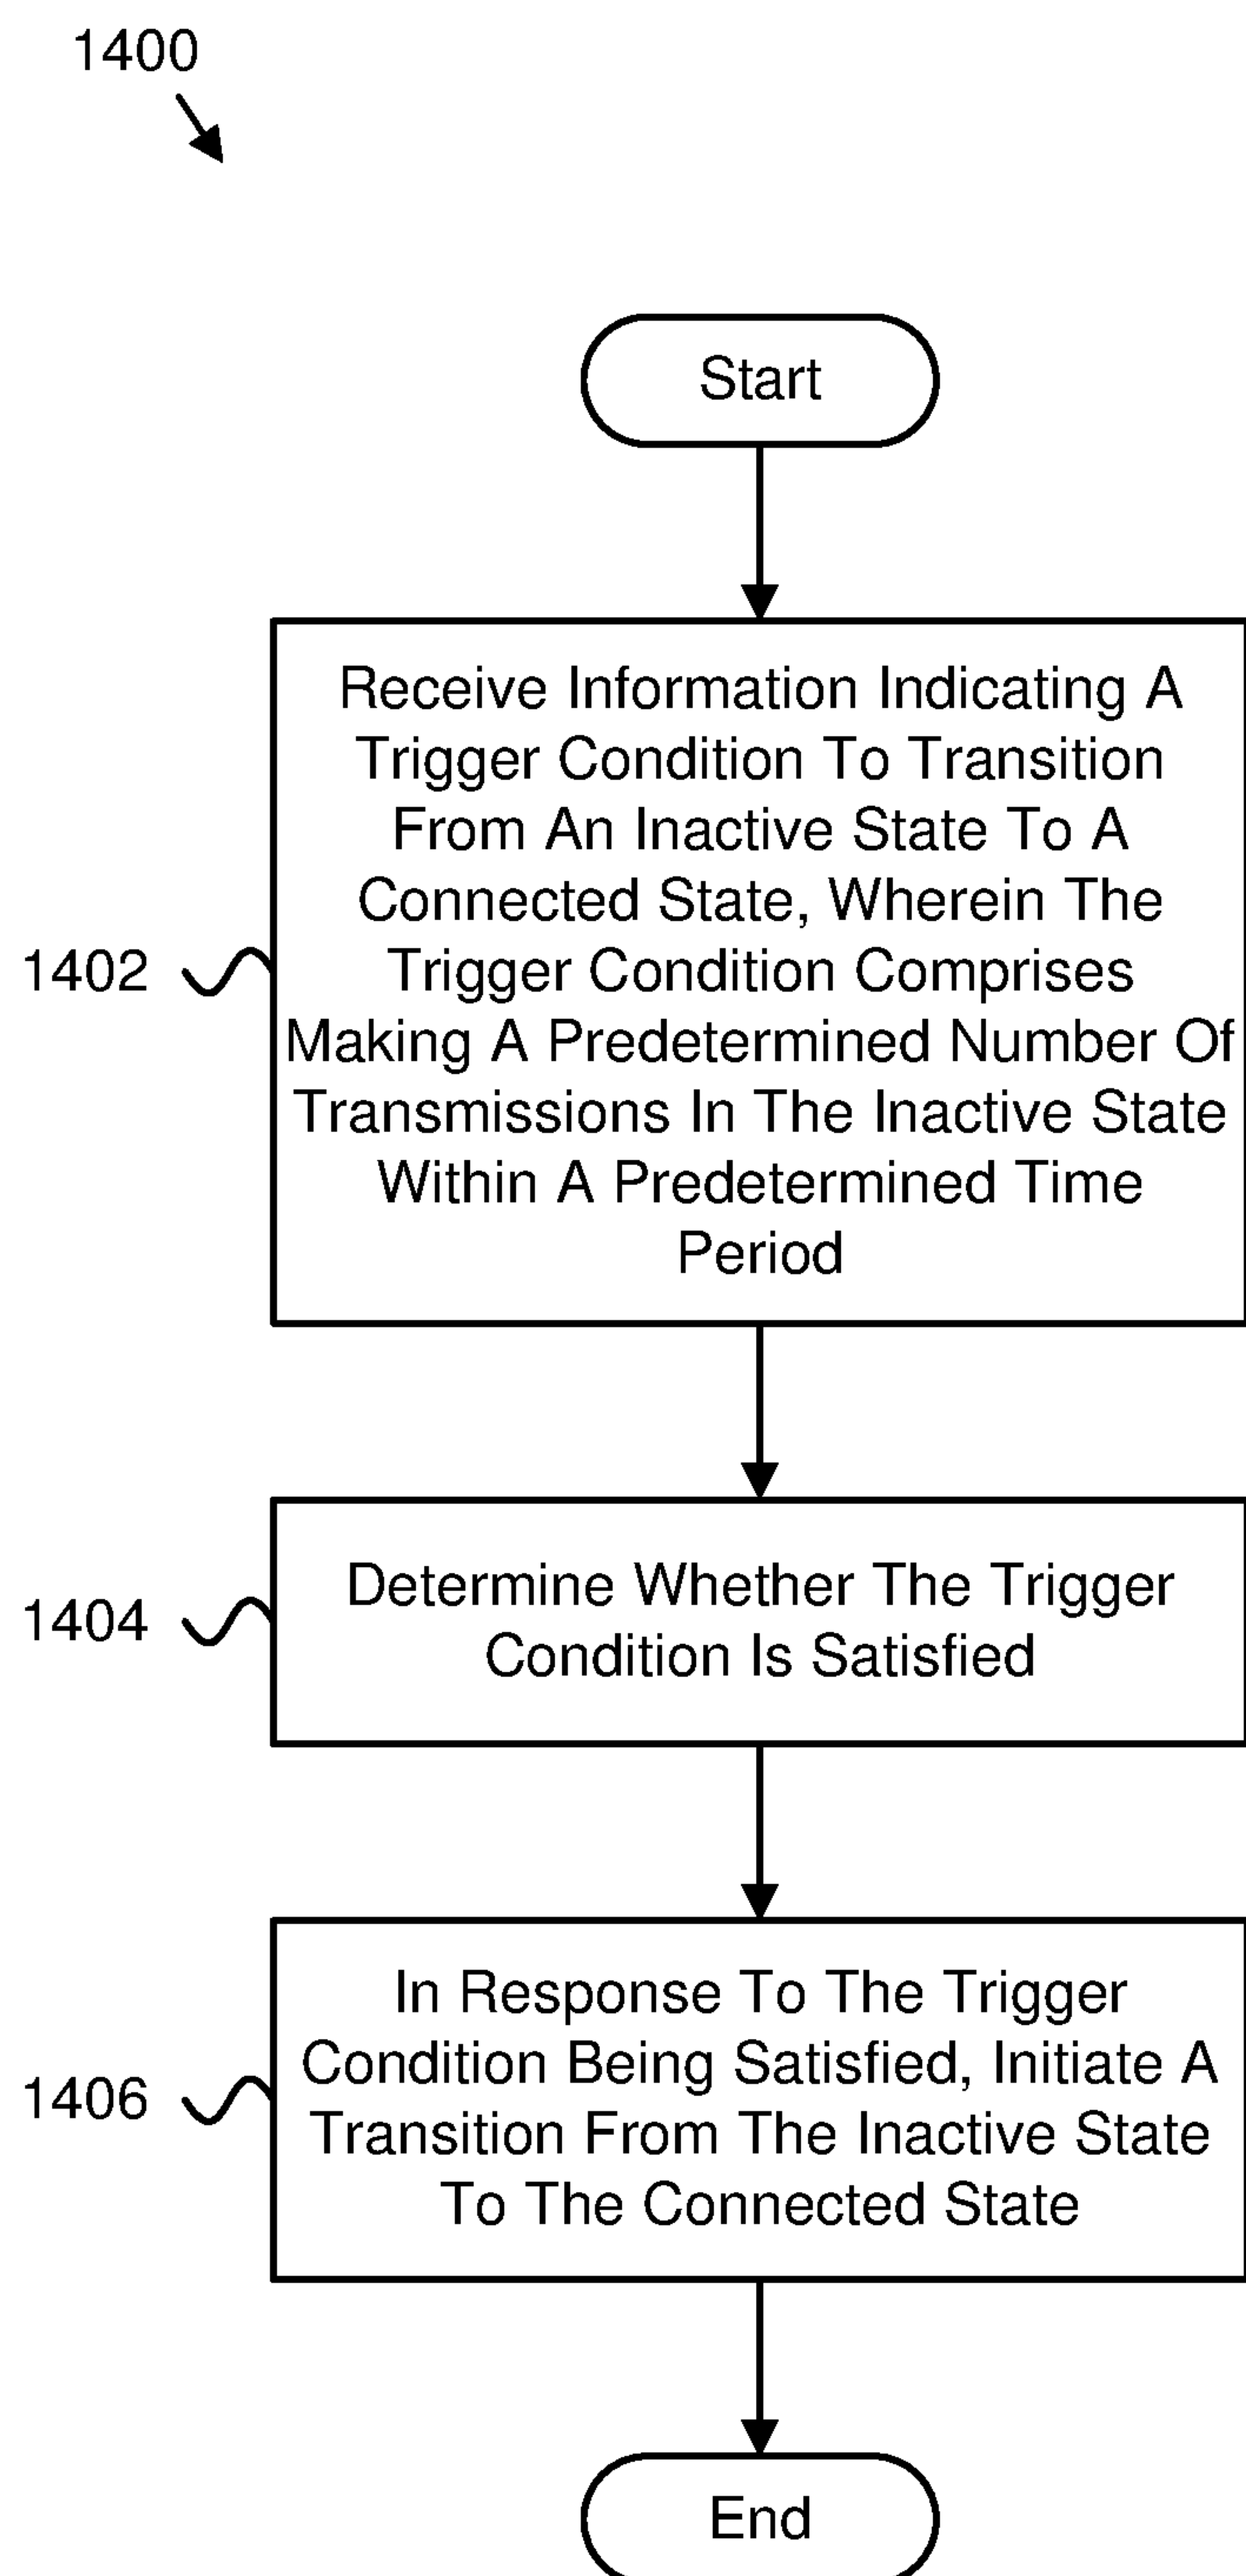 1400
Start
Receive Information Indicating A
Trigger Condition To Transition
From An Inactive State To A
Connected State, Wherein The
Trigger Condition Comprises
Making A Predetermined Number Of
Transmissions In The Inactive State
Within A Predetermined Time
Period
1402
Determine Whether The Trigger
Condition Is Satisfied
1404
In Response To The Trigger
Condition Being Satisfied, Initiate A
Transition From The Inactive State
To The Connected State
1406
End